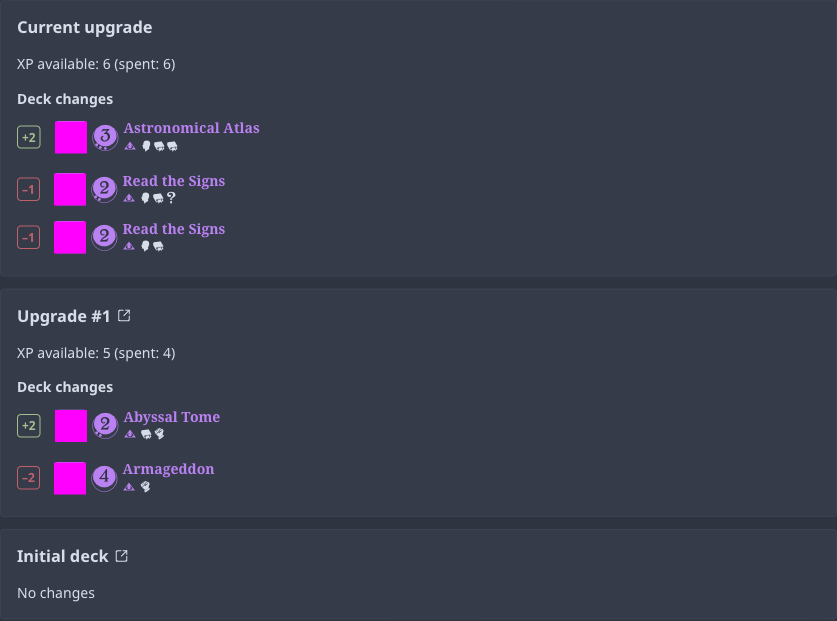 Current upgrade
XP available: 6 (spent: 6)
Deck changes
+2 3 Astronomical Atlas
–1 2 Read the Signs
?
–1 2 Read the Signs
Upgrade #1
XP available: 5 (spent: 4)
Deck changes
+2 2 Abyssal Tome
–2 4 Armageddon
Initial deck
No changes